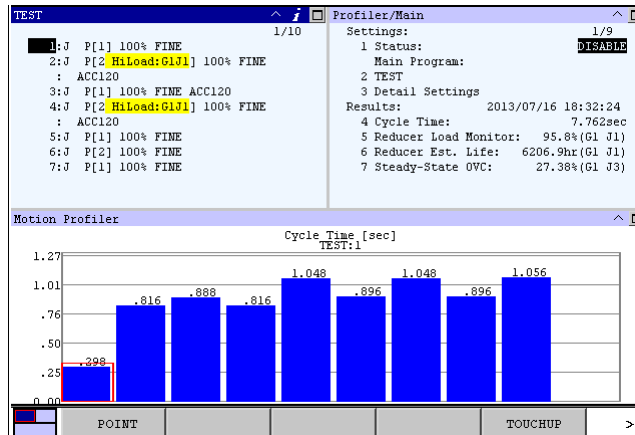 TEST
1/10
1:J P[1] 100% FINE
2:J P[2 HiLoad:G1J1] 100% FINE
: ACC120
3:J P[1] 100% FINE ACC120
4:J P[2 HiLoad:G1J1] 100% FINE
: ACC120
5:J P[1] 100% FINE
6:J P[2] 100% FINE
7:J P[1] 100% FINE
Profiler/Main
Settings: 1/9
1 Status: DISABLE
Main Program:
2 TEST
3 Detail Settings
Results: 2013/07/16 18:32:24
4 Cycle Time: 7.762sec
5 Reducer Load Monitor: 95.8%(G1 J1)
6 Reducer Est. Life: 6206.9hr(G1 J1)
7 Steady-State OVC: 27.38%(G1 J3)
Motion Profiler
Cycle Time [sec]
TEST:1
1.27
1.01
.76
.50
.25
0.00
.298
.816
.888
.816
1.048
.896
1.048
.896
1.056
POINT
TOUCHUP
>